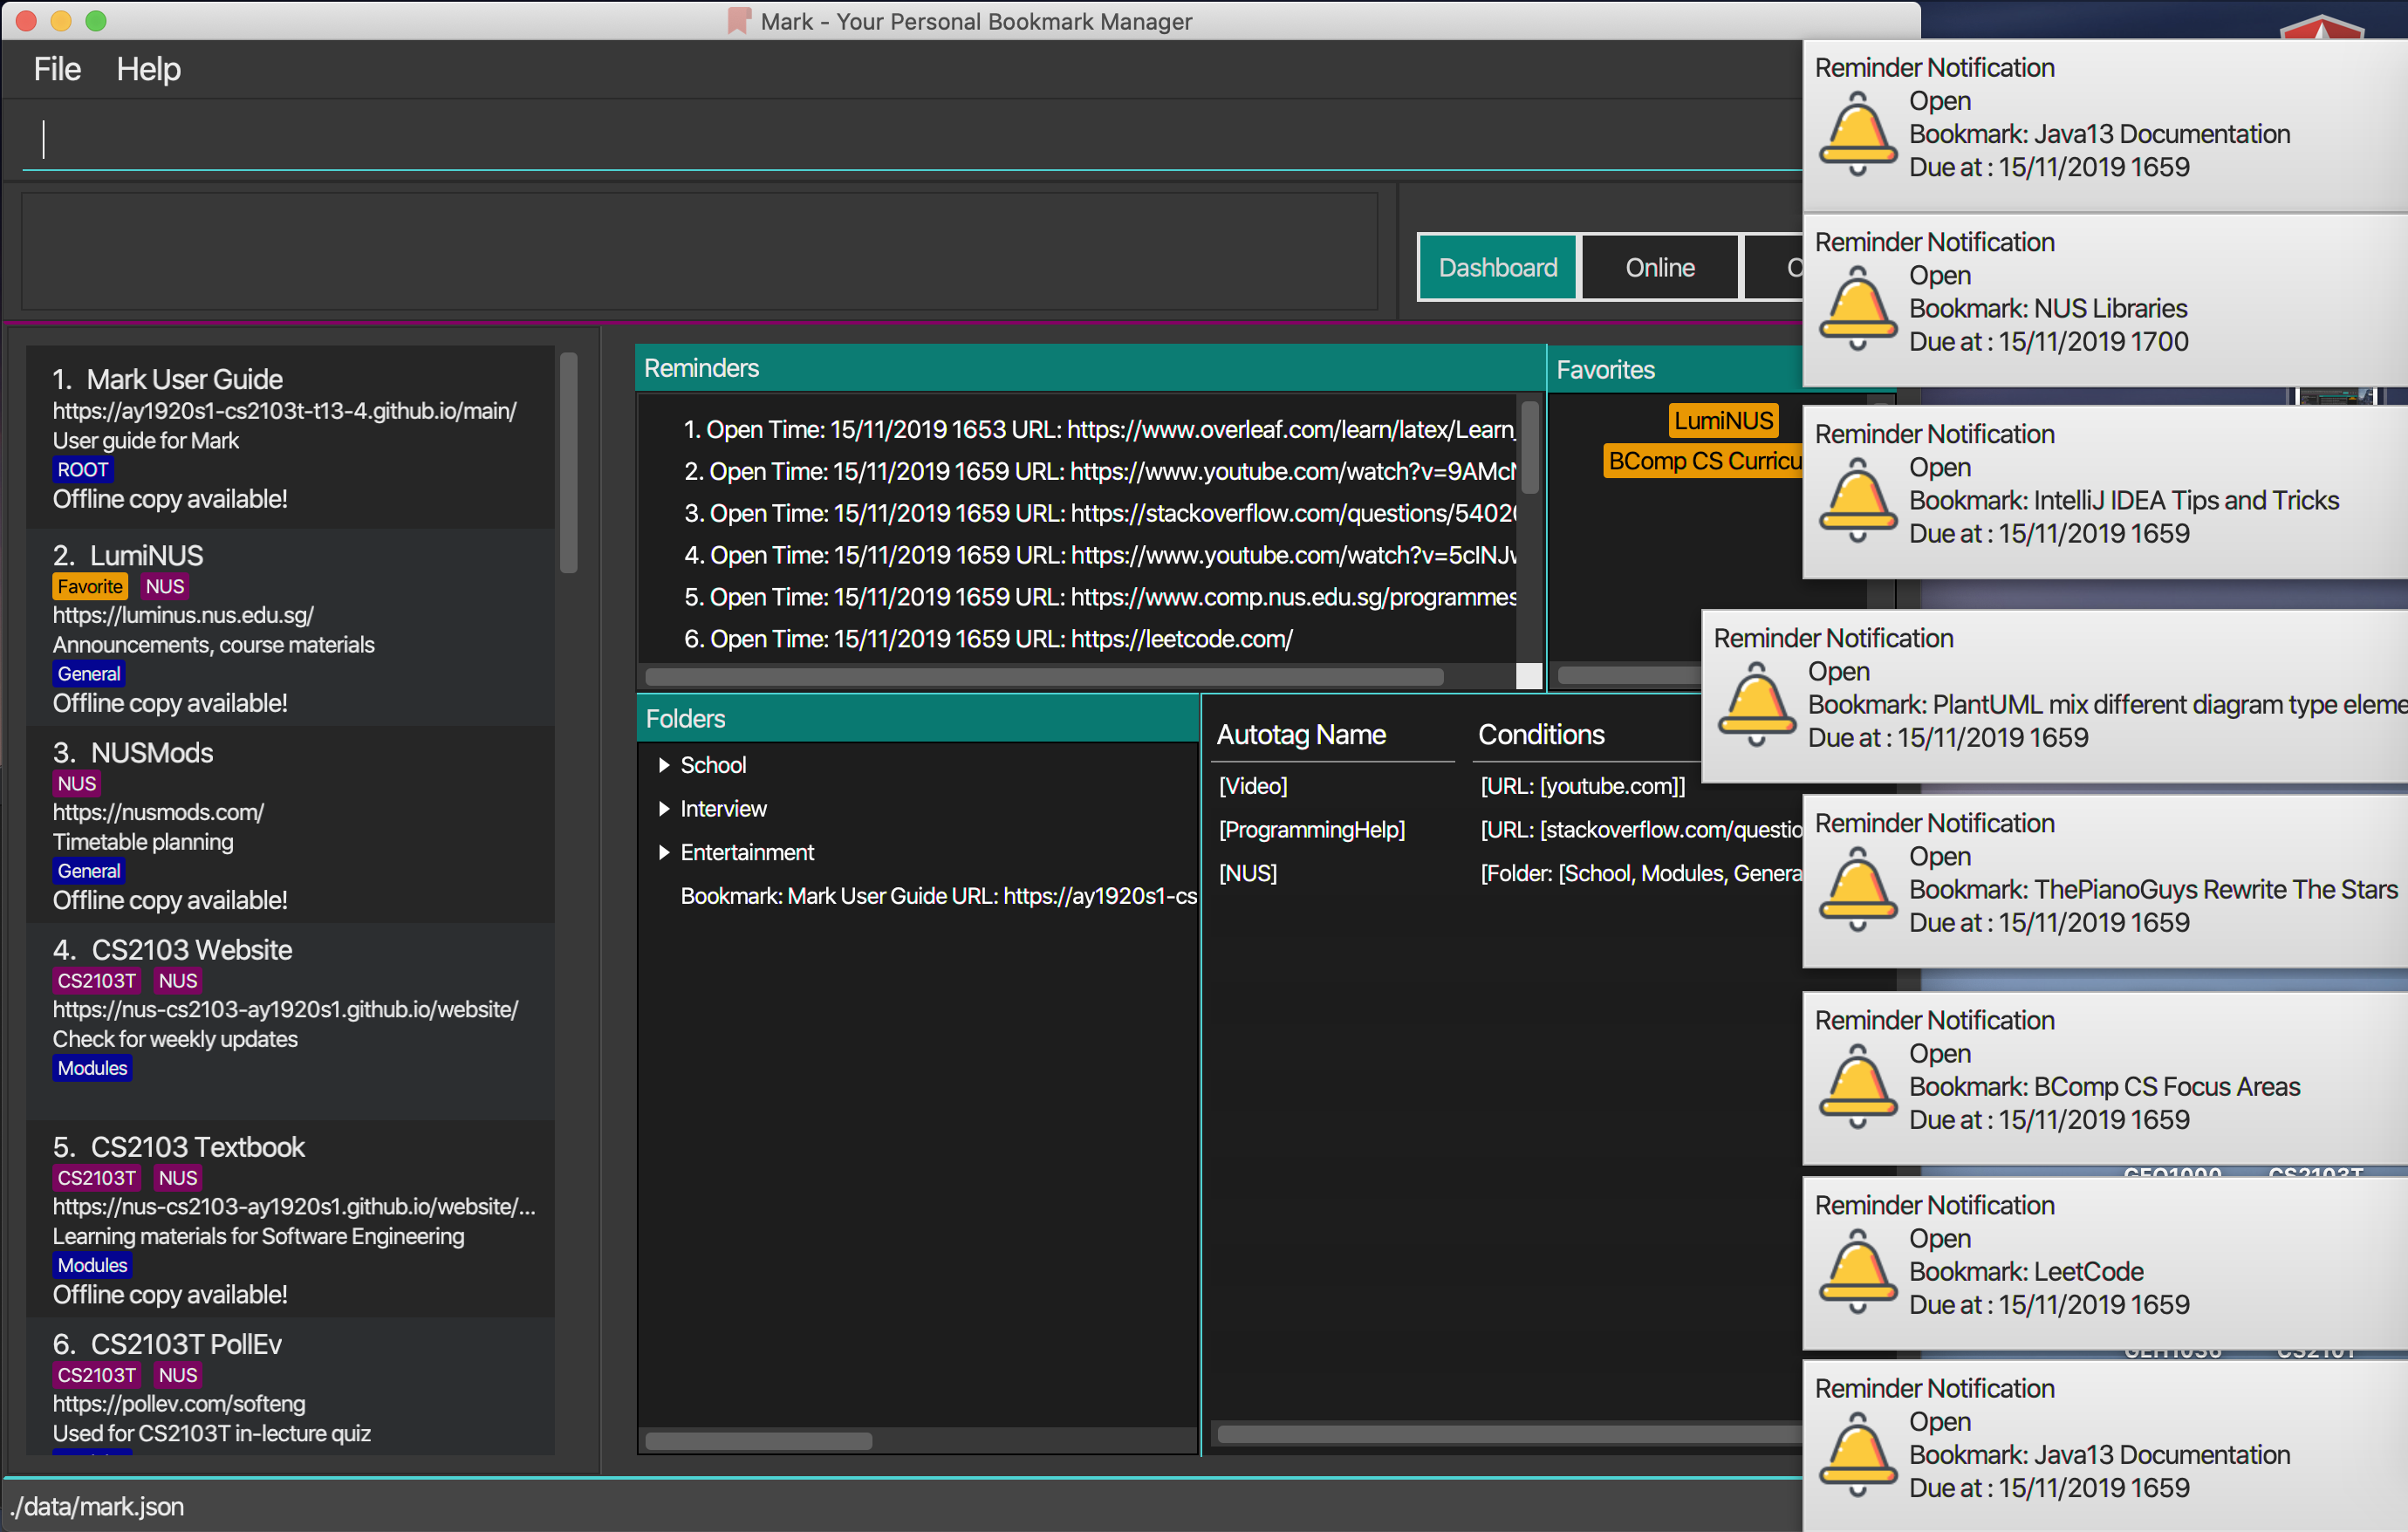 Mark - Your Personal Bookmark Manager
File Help
Dashboard Online
1. Mark User Guide
https://ay1920s1-cs2103t-t13-4.github.io/main/
User guide for Mark
ROOT
Offline copy available!
2. LumiNUS
Favorite NUS
https://luminus.nus.edu.sg/
Announcements, course materials
General
Offline copy available!
3. NUSMods
NUS
https://nusmods.com/
Timetable planning
General
Offline copy available!
4. CS2103 Website
CS2103T NUS
https://nus-cs2103-ay1920s1.github.io/website/
Check for weekly updates
Modules
5. CS2103 Textbook
CS2103T NUS
https://nus-cs2103-ay1920s1.github.io/website/...
Learning materials for Software Engineering
Modules
Offline copy available!
6. CS2103T PollEv
CS2103T NUS
https://pollev.com/softeng
Used for CS2103T in-lecture quiz
Reminders
1. Open Time: 15/11/2019 1653 URL: https://www.overleaf.com/learn/latex/Learn_
2. Open Time: 15/11/2019 1659 URL: https://www.youtube.com/watch?v=9AMcN
3. Open Time: 15/11/2019 1659 URL: https://stackoverflow.com/questions/54020
4. Open Time: 15/11/2019 1659 URL: https://www.youtube.com/watch?v=5clNJw
5. Open Time: 15/11/2019 1659 URL: https://www.comp.nus.edu.sg/programmes
6. Open Time: 15/11/2019 1659 URL: https://leetcode.com/
Favorites
LumiNUS
BComp CS Curricu
Folders
School
Interview
Entertainment
Bookmark: Mark User Guide URL: https://ay1920s1-cs
Autotag Name Conditions
[Video] [URL: [youtube.com]]
[ProgrammingHelp] [URL: [stackoverflow.com/questio
[NUS] [Folder: [School, Modules, Genera
Reminder Notification
Open
Bookmark: Java13 Documentation
Due at : 15/11/2019 1659
Reminder Notification
Open
Bookmark: NUS Libraries
Due at : 15/11/2019 1700
Reminder Notification
Open
Bookmark: IntelliJ IDEA Tips and Tricks
Due at : 15/11/2019 1659
Reminder Notification
Open
Bookmark: PlantUML mix different diagram type eleme
Due at : 15/11/2019 1659
Reminder Notification
Open
Bookmark: ThePianoGuys Rewrite The Stars
Due at : 15/11/2019 1659
Reminder Notification
Open
Bookmark: BComp CS Focus Areas
Due at : 15/11/2019 1659
Reminder Notification
Open
Bookmark: LeetCode
Due at : 15/11/2019 1659
Reminder Notification
Open
Bookmark: Java13 Documentation
Due at : 15/11/2019 1659
./data/mark.json